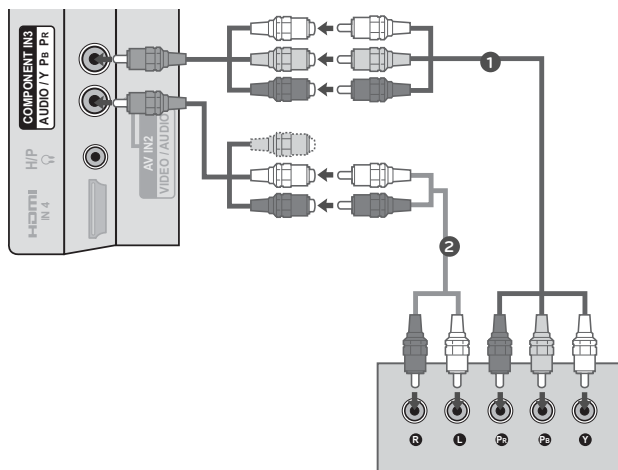 COMPONENT IN3
AUDIO / Y PB PR
AV IN2
VIDEO / AUDIO
H/P
HDMI
IN 4
1
2
R
L
PR
PB
Y